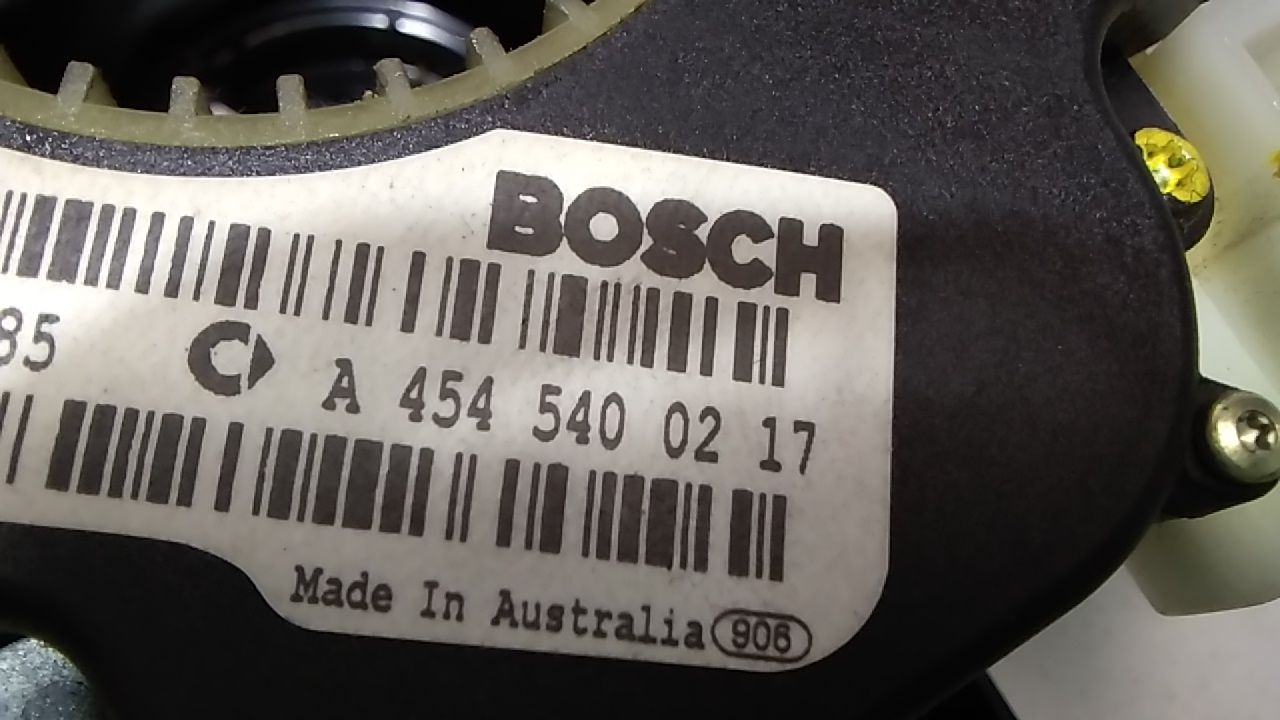 BOSCH
85 A 454 540 02 17
Made In Australia 906